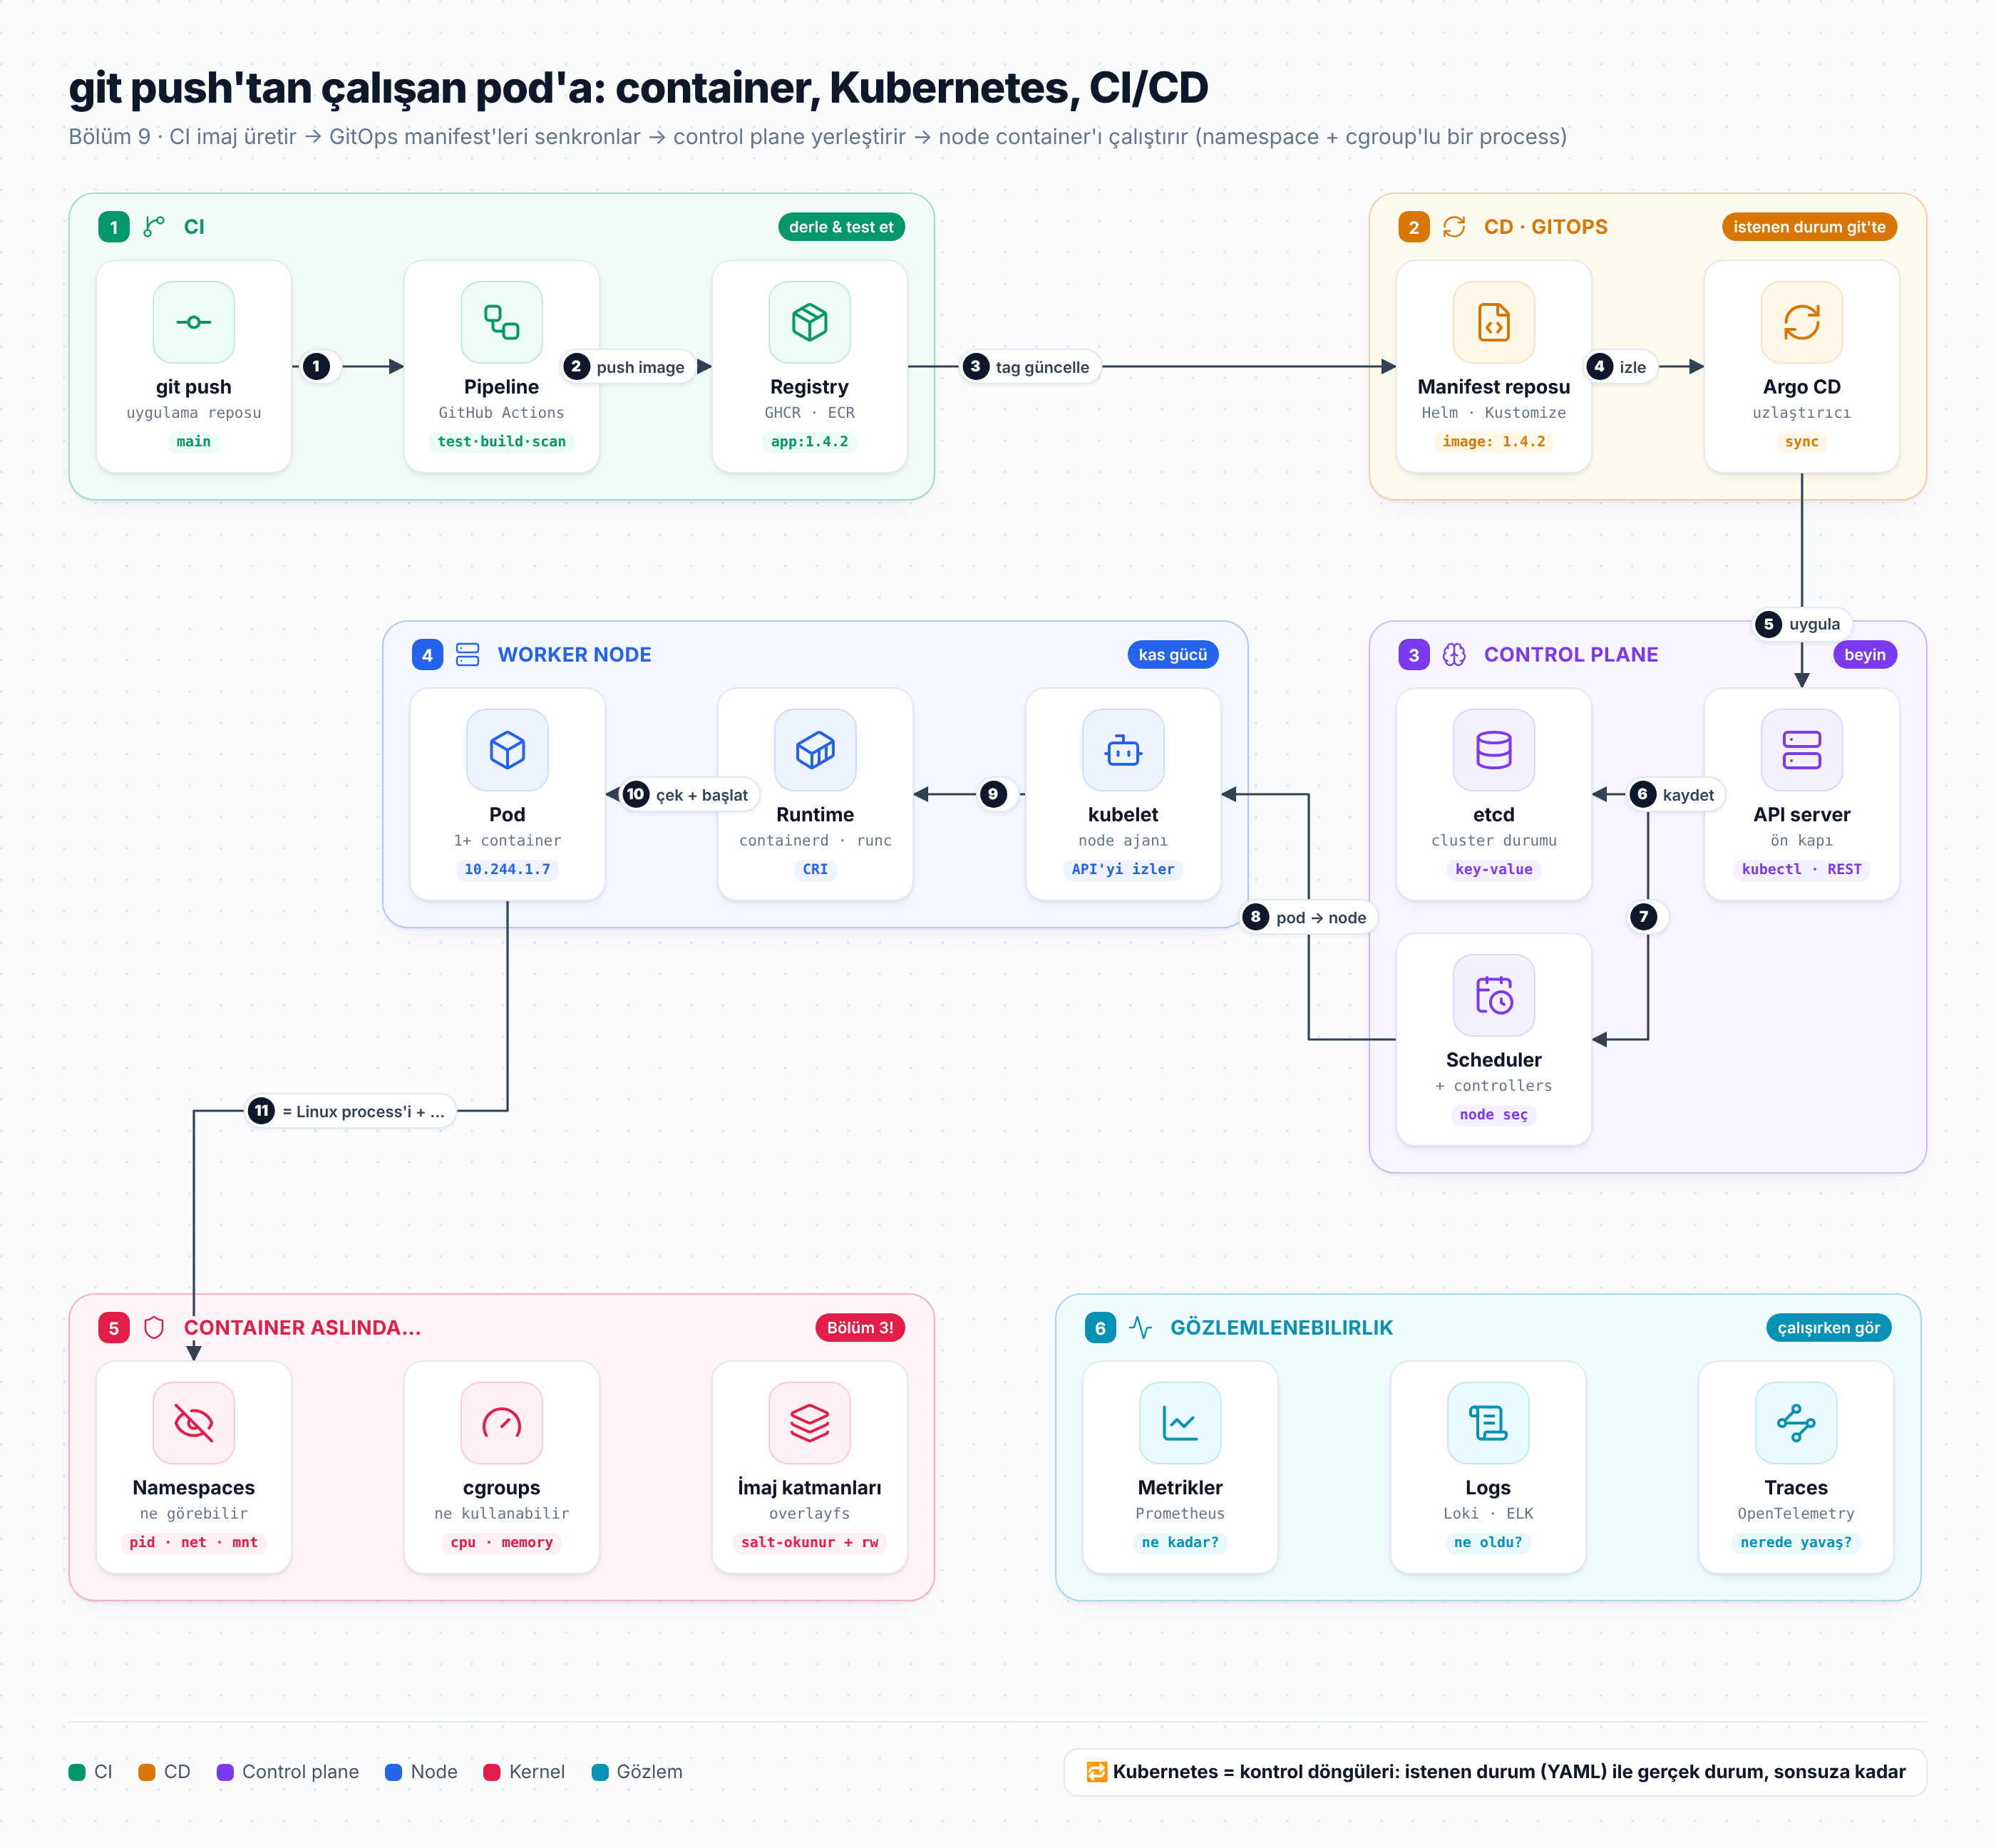 git push'tan çalışan pod'a: container, Kubernetes, CI/CD
Bölüm 9 · CI imaj üretir → GitOps manifest'leri senkronlar → control plane yerleştirir → node container'ı çalıştırır (namespace + cgroup'lu bir process)
1 CI
derle & test et
git push
uygulama reposu
main
1
Pipeline
GitHub Actions
test·build·scan
2 push image
Registry
GHCR · ECR
app:1.4.2
3 tag güncelle
2 CD · GITOPS
istenen durum git'te
Manifest reposu
Helm · Kustomize
image: 1.4.2
4 izle
Argo CD
uzlaştırıcı
sync
5 uygula
4 WORKER NODE
kas gücü
Pod
1+ container
10.244.1.7
10 çek + başlat
Runtime
containerd · runc
CRI
9
kubelet
node ajanı
API'yi izler
8 pod → node
3 CONTROL PLANE
beyin
etcd
cluster durumu
key-value
6 kaydet
API server
ön kapı
kubectl · REST
7
Scheduler
+ controllers
node seç
11 = Linux process'i + ...
5 CONTAINER ASLINDA...
Bölüm 3!
Namespaces
ne görebilir
pid · net · mnt
cgroups
ne kullanabilir
cpu · memory
İmaj katmanları
overlayfs
salt-okunur + rw
6 GÖZLEMLENEBILIRLIK
çalışırken gör
Metrikler
Prometheus
ne kadar?
Logs
Loki · ELK
ne oldu?
Traces
OpenTelemetry
nerede yavaş?
CI
CD
Control plane
Node
Kernel
Gözlem
🔁 Kubernetes = kontrol döngüleri: istenen durum (YAML) ile gerçek durum, sonsuza kadar